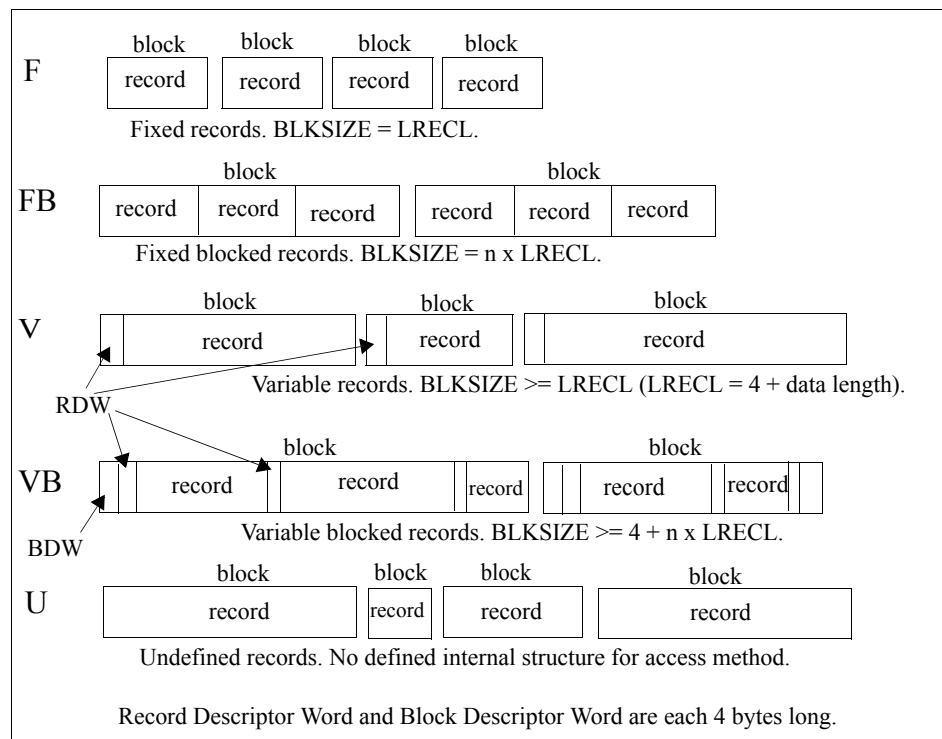 block block block block
F record record record record
Fixed records. BLKSIZE = LRECL.
block block
FB record record record record record record
Fixed blocked records. BLKSIZE = n x LRECL.
block block block
V record record record
Variable records. BLKSIZE >= LRECL (LRECL = 4 + data length).
RDW
block block
VB record record record record record
Variable blocked records. BLKSIZE >= 4 + n x LRECL.
BDW
block block block block
U record record record record
Undefined records. No defined internal structure for access method.
Record Descriptor Word and Block Descriptor Word are each 4 bytes long.